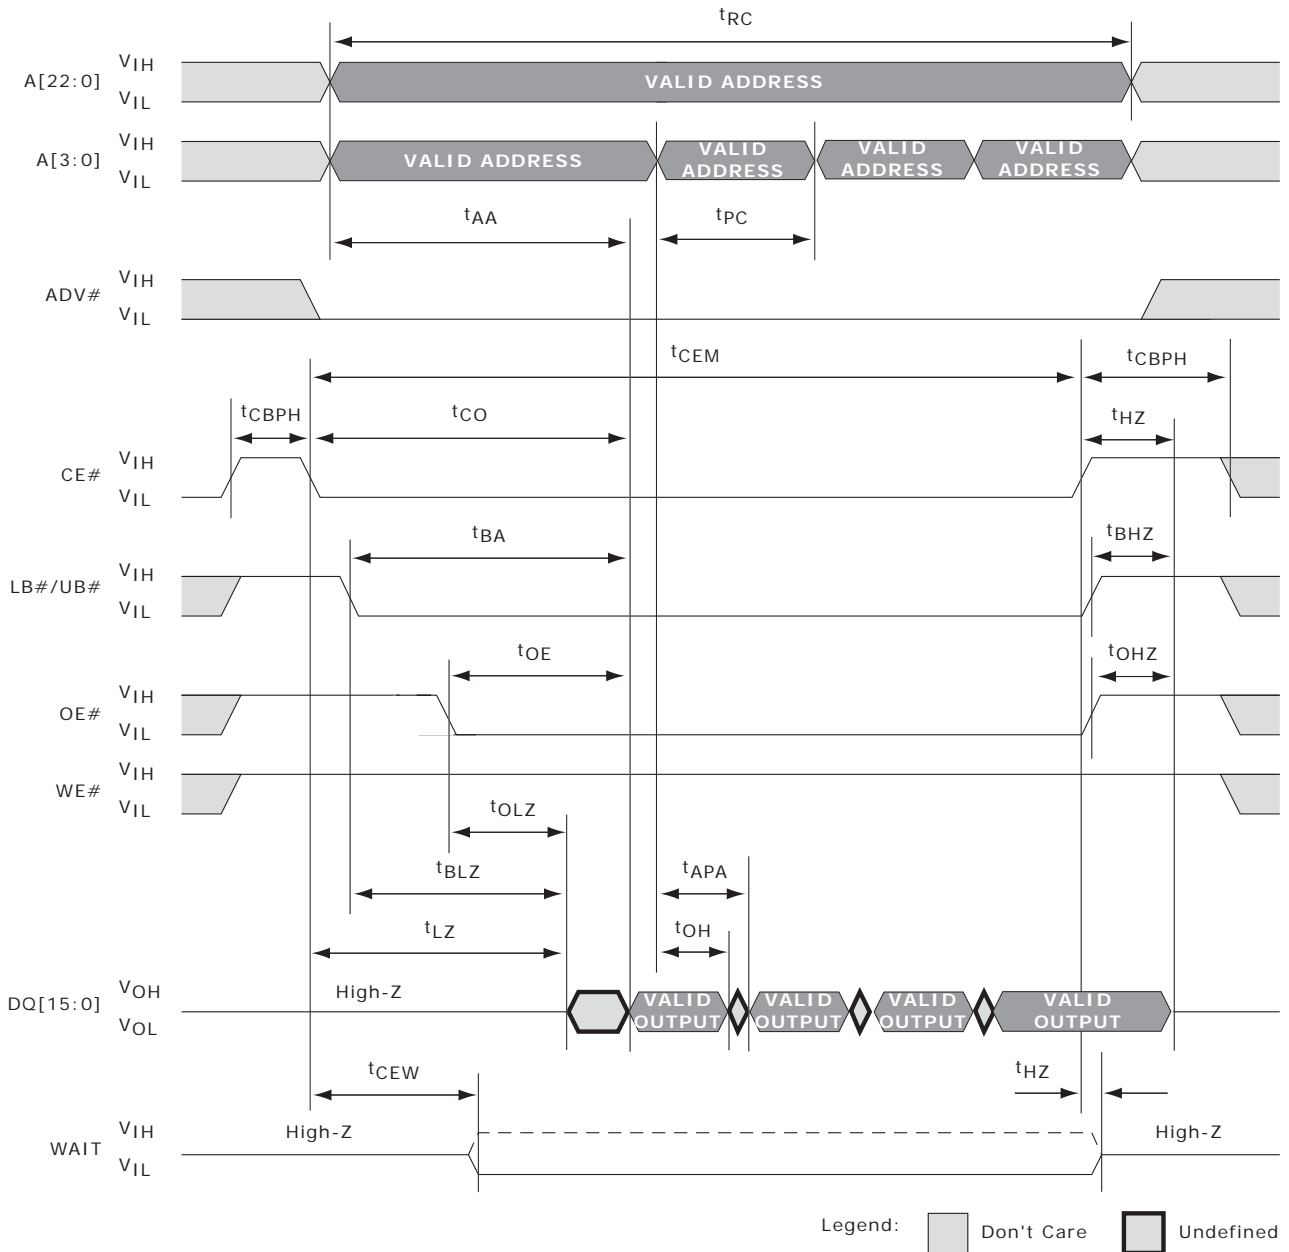 tRC
A[22:0] VIH VIL VALID ADDRESS
A[3:0] VIH VIL VALID ADDRESS VALID ADDRESS VALID ADDRESS VALID ADDRESS
tAA tPC
ADV# VIH VIL
tCEM tCBPH
tCBPH tCO tHZ
CE# VIH VIL
tBA tBHZ
LB#/UB# VIH VIL
tOE tOHZ
OE# VIH VIL
WE# VIH VIL
tOLZ
tBLZ tAPA
tLZ tOH
DQ[15:0] VOH VOL High-Z VALID OUTPUT VALID OUTPUT VALID OUTPUT VALID OUTPUT
tCEW tHZ
WAIT VIH VIL High-Z High-Z
Legend: Don't Care Undefined